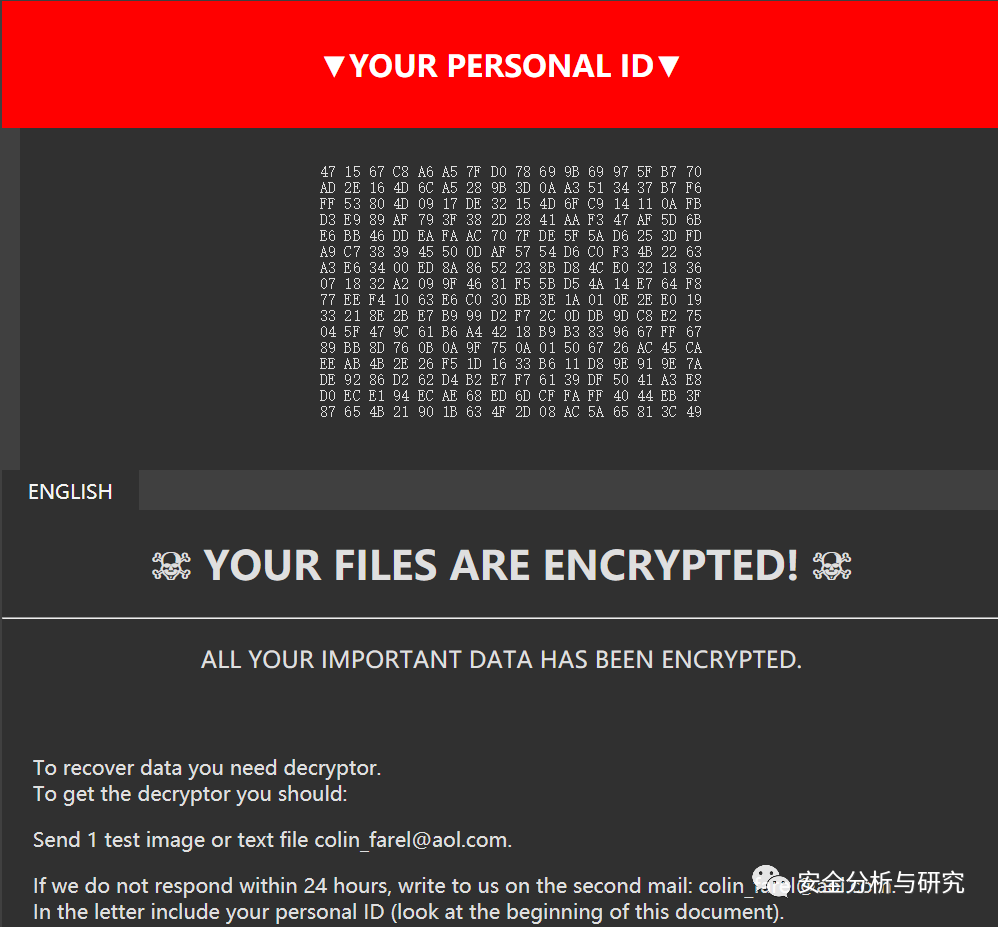 ▼YOUR PERSONAL ID▼
47 15 67 C8 A6 A5 7F D0 78 69 9B 69 97 5F B7 70
AD 2E 16 4D 6C A5 28 9B 3D 0A A3 51 34 37 B7 F6
FF 53 80 4D 09 17 DE 32 15 4D 6F C9 14 11 0A FB
D3 E9 89 AF 79 3F 38 2D 28 41 AA F3 47 AF 5D 6B
E6 BB 46 DD EA FA AC 70 7F DE 5F 5A D6 25 3D FD
A9 C7 38 39 45 50 0D AF 57 54 D6 C0 F3 4B 22 63
A3 E6 34 00 ED 8A 86 52 23 8B D8 4C E0 32 18 36
07 18 32 A2 09 9F 46 81 F5 5B D5 4A 14 E7 64 F8
77 EE F4 10 63 E6 C0 30 EB 3E 1A 01 0E 2E E0 19
33 21 8E 2B E7 B9 99 D2 F7 2C 0D DB 9D C8 E2 75
04 5F 47 9C 61 B6 A4 42 18 B9 B3 83 96 67 FF 67
89 BB 8D 76 0B 0A 9F 75 0A 01 50 67 26 AC 45 CA
EE AB 4B 2E 26 F5 1D 16 33 B6 11 D8 9E 91 9E 7A
DE 92 86 D2 62 D4 B2 E7 F7 61 39 DF 50 41 A3 E8
D0 EC E1 94 EC AE 68 ED 6D CF FA FF 40 44 EB 3F
87 65 4B 21 90 1B 63 4F 2D 08 AC 5A 65 81 3C 49
ENGLISH
☠ YOUR FILES ARE ENCRYPTED! ☠
ALL YOUR IMPORTANT DATA HAS BEEN ENCRYPTED.
To recover data you need decryptor.
To get the decryptor you should:
Send 1 test image or text file colin_farel@aol.com.
If we do not respond within 24 hours, write to us on the second mail:
安全分析与研究
In the letter include your personal ID (look at the beginning of this document).